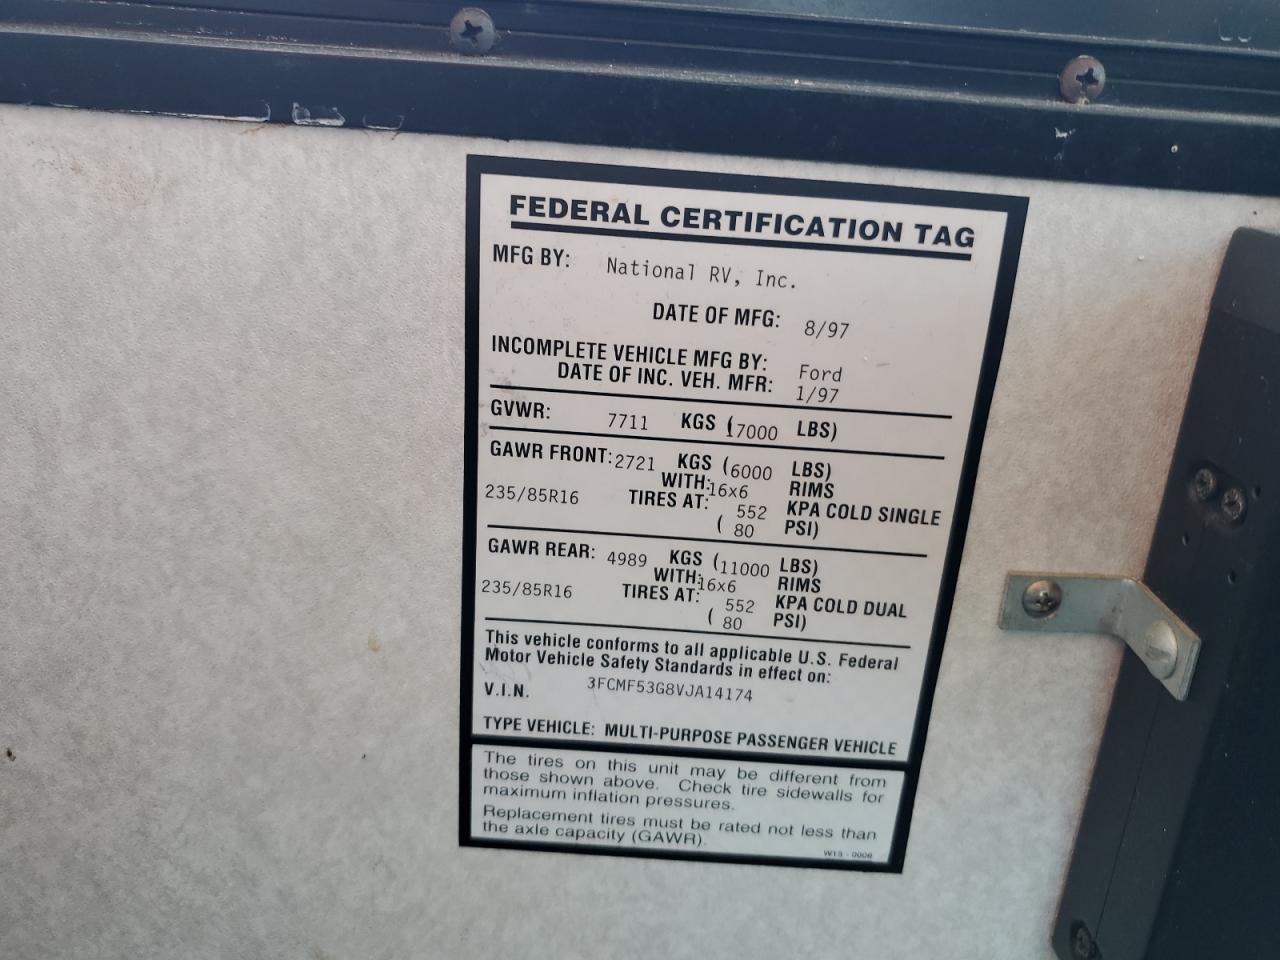 FEDERAL CERTIFICATION TAG
MFG BY: National RV, Inc.
DATE OF MFG: 8/97
INCOMPLETE VEHICLE MFG BY: Ford
DATE OF INC. VEH. MFR: 1/97
GVWR: 7711 KGS (7000 LBS)
GAWR FRONT: 2721 KGS (6000 LBS)
WITH: 16x6 RIMS
235/85R16 TIRES AT: 552 KPA COLD SINGLE
( 80 PSI)
GAWR REAR: 4989 KGS (11000 LBS)
WITH: 16x6 RIMS
235/85R16 TIRES AT: 552 KPA COLD DUAL
( 80 PSI)
This vehicle conforms to all applicable U.S. Federal
Motor Vehicle Safety Standards in effect on:
V.I.N. 3FCMF53G8VJA14174
TYPE VEHICLE: MULTI-PURPOSE PASSENGER VEHICLE
The tires on this unit may be different from
those shown above. Check tire sidewalls for
maximum inflation pressures.
Replacement tires must be rated not less than
the axle capacity (GAWR).